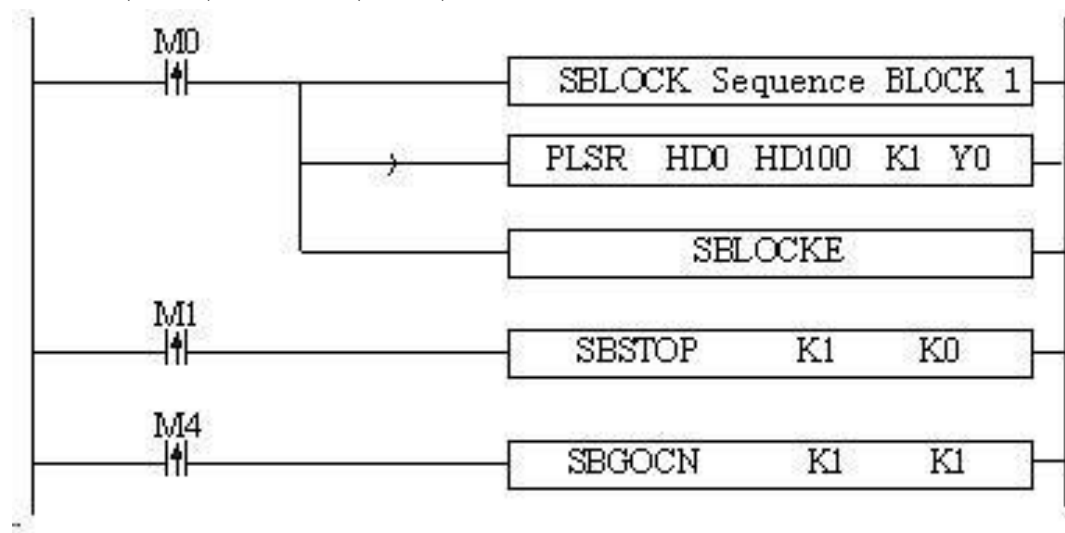 M0
SBLOCK Sequence BLOCK 1
PLSR HD0 HD100 K1 Y0
SBLOCKE
M1
SBSTOP K1 K0
M4
SBGOCN K1 K1